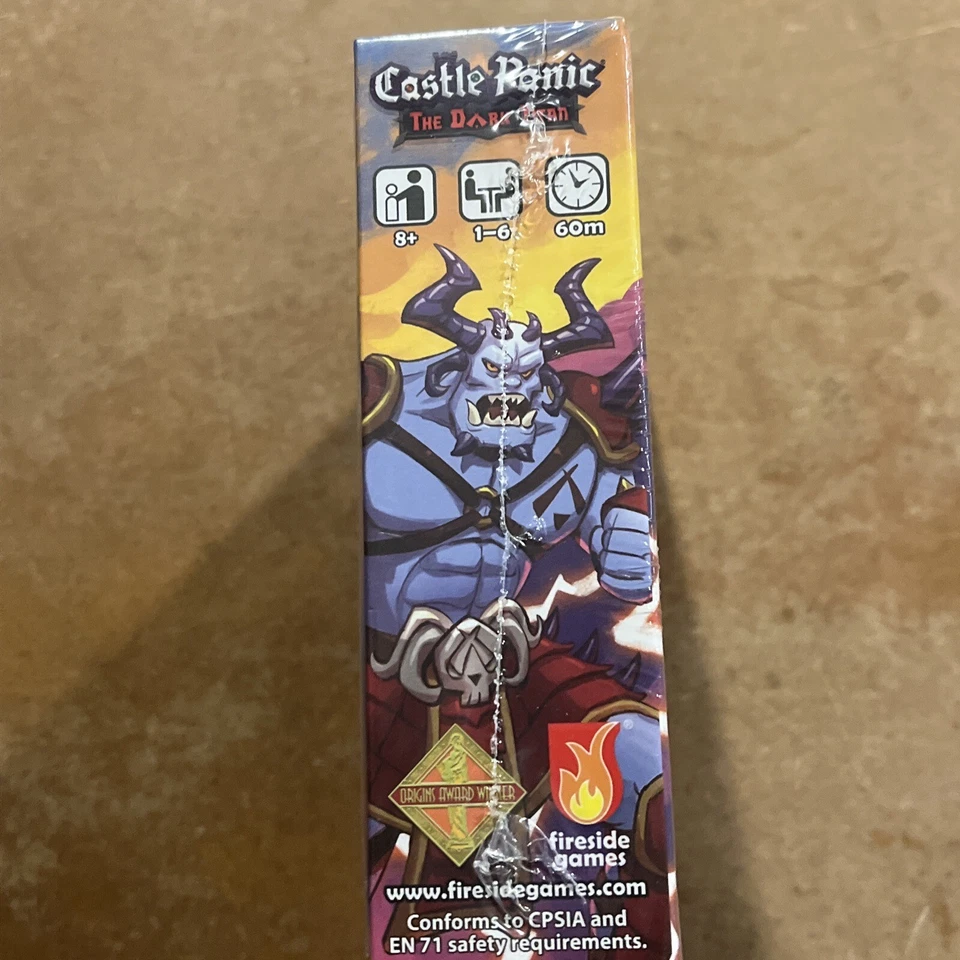 Castle Panic
The Dark Titan
8+
1–6
60m
ORIGINS AWARD WINNER
®
fireside
games
www.firesidegames.com
Conforms to CPSIA and
EN 71 safety requirements.